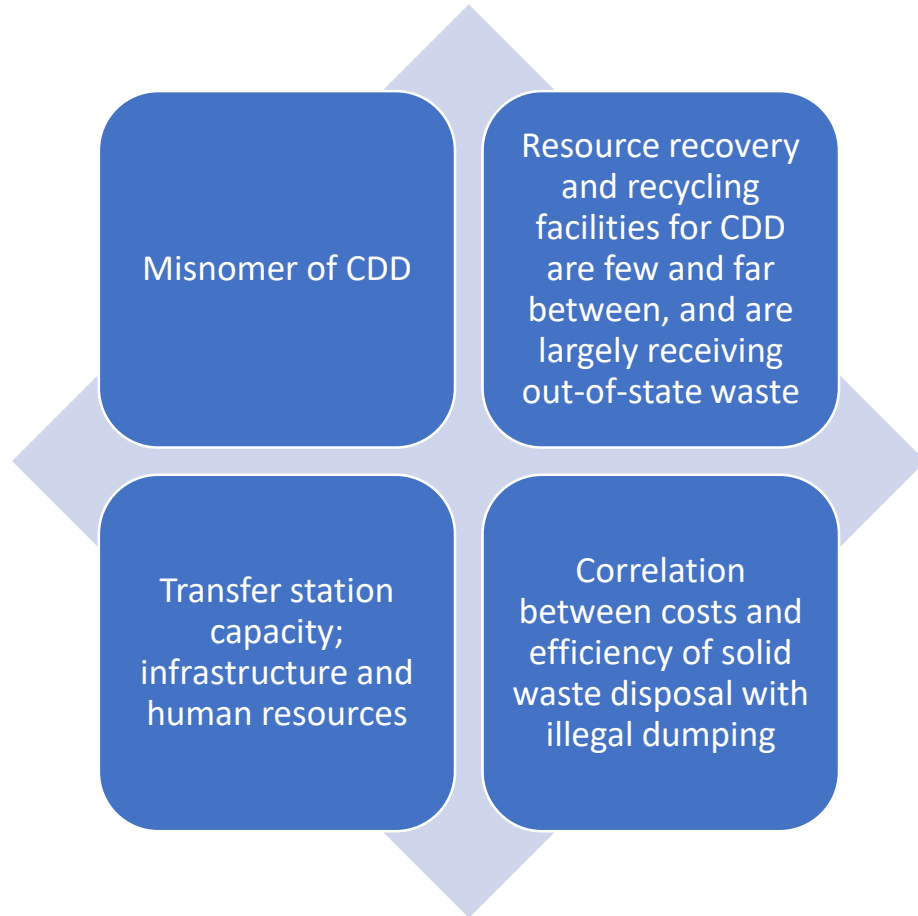 Misnomer of CDD
Resource recovery
and recycling
facilities for CDD
are few and far
between, and are
largely receiving
out-of-state waste
Transfer station
capacity;
infrastructure and
human resources
Correlation
between costs and
efficiency of solid
waste disposal with
illegal dumping